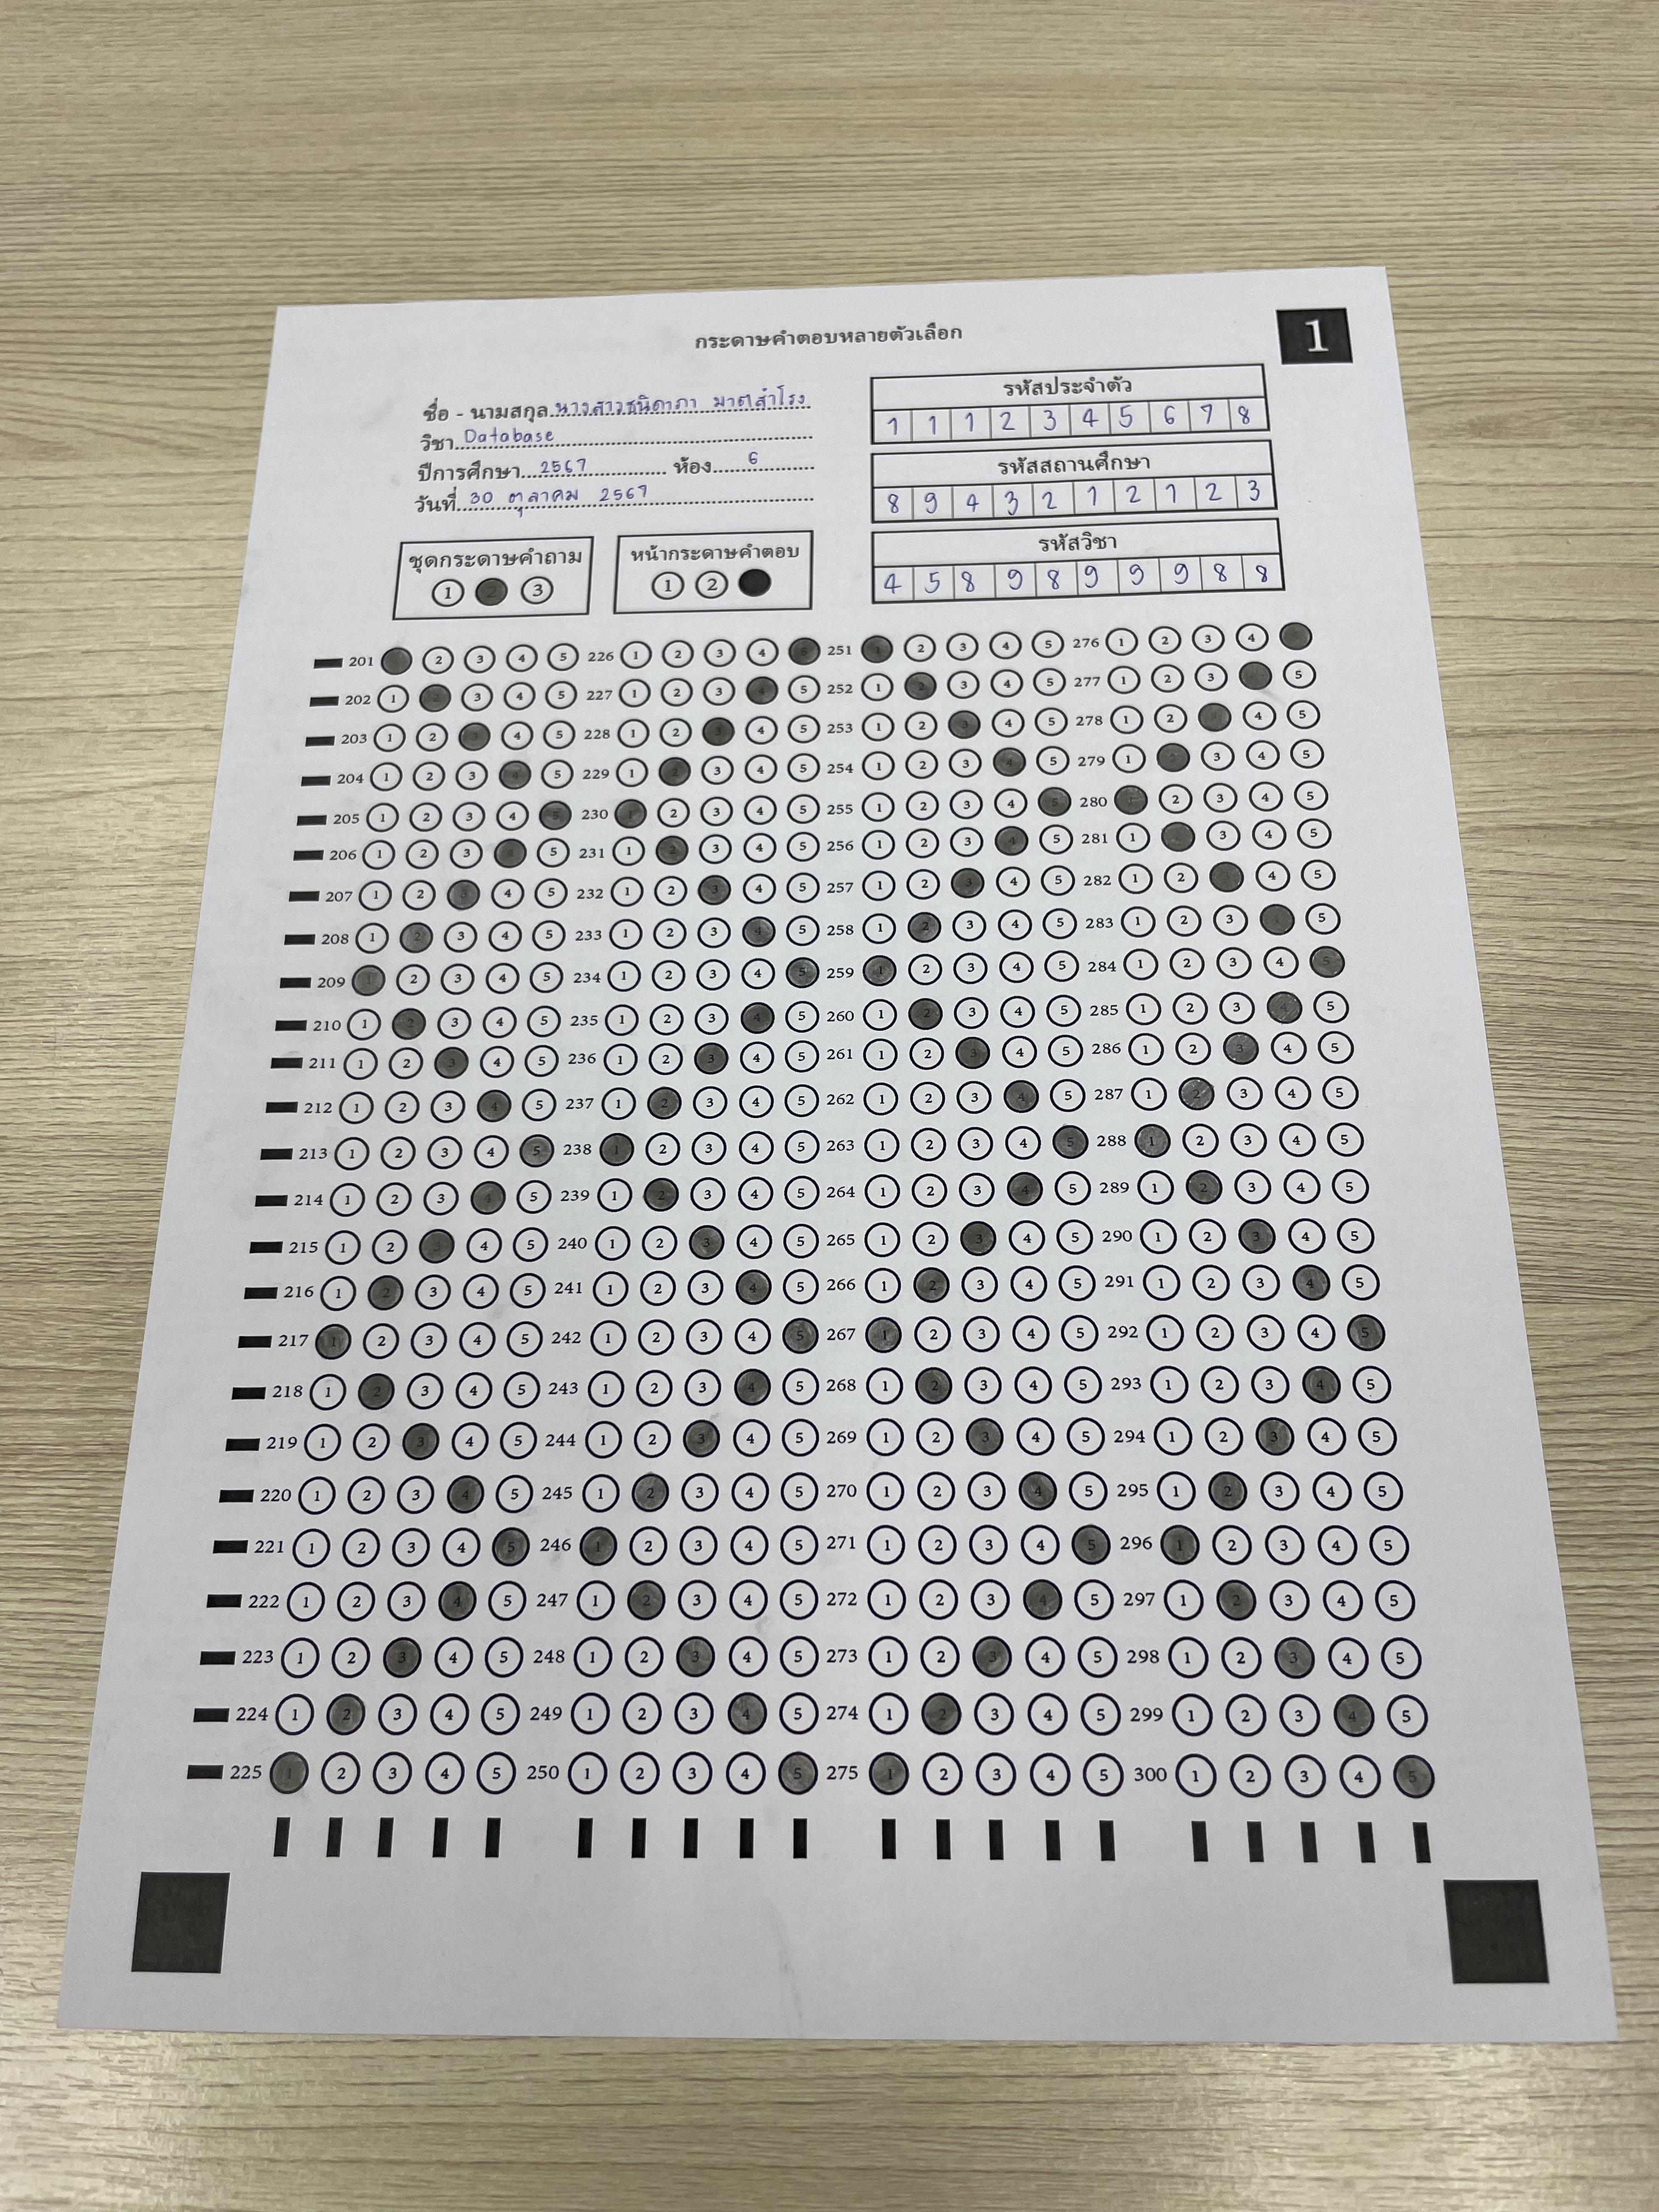 กระดาษคำตอบหลายตัวเลือก
1
ชื่อ - นามสกุล นางสาวชนิดาภา มาตสำโรง
วิชา Database
ปีการศึกษา 2567 ห้อง 6
วันที่ 30 ตุลาคม 2567
รหัสประจำตัว
1 1 1 2 3 4 5 6 7 8
รหัสสถานศึกษา
8 9 4 3 2 1 2 1 2 3
รหัสวิชา
4 5 8 9 8 9 9 9 8 8
ชุดกระดาษคำถาม
1 2 3
หน้ากระดาษคำตอบ
1 2
201 2 3 4 5 226 1 2 3 4 5 251 1 2 3 4 5 276 1 2 3 4
202 1 2 3 4 5 227 1 2 3 4 5 252 1 2 3 4 5 277 1 2 3 5
203 1 2 3 4 5 228 1 2 3 4 5 253 1 2 3 4 5 278 1 2 3 4 5
204 1 2 3 4 5 229 1 2 3 4 5 254 1 2 3 4 5 279 1 2 3 4 5
205 1 2 3 4 5 230 1 2 3 4 5 255 1 2 3 4 5 280 1 2 3 4 5
206 1 2 3 4 5 231 1 2 3 4 5 256 1 2 3 4 5 281 1 2 3 4 5
207 1 2 3 4 5 232 1 2 3 4 5 257 1 2 3 4 5 282 1 2 3 4 5
208 1 2 3 4 5 233 1 2 3 4 5 258 1 2 3 4 5 283 1 2 3 4 5
209 1 2 3 4 5 234 1 2 3 4 5 259 1 2 3 4 5 284 1 2 3 4 5
210 1 2 3 4 5 235 1 2 3 4 5 260 1 2 3 4 5 285 1 2 3 4 5
211 1 2 3 4 5 236 1 2 3 4 5 261 1 2 3 4 5 286 1 2 3 4 5
212 1 2 3 4 5 237 1 2 3 4 5 262 1 2 3 4 5 287 1 2 3 4 5
213 1 2 3 4 5 238 1 2 3 4 5 263 1 2 3 4 5 288 1 2 3 4 5
214 1 2 3 4 5 239 1 2 3 4 5 264 1 2 3 4 5 289 1 2 3 4 5
215 1 2 3 4 5 240 1 2 3 4 5 265 1 2 3 4 5 290 1 2 3 4 5
216 1 2 3 4 5 241 1 2 3 4 5 266 1 2 3 4 5 291 1 2 3 4 5
217 1 2 3 4 5 242 1 2 3 4 5 267 1 2 3 4 5 292 1 2 3 4 5
218 1 2 3 4 5 243 1 2 3 4 5 268 1 2 3 4 5 293 1 2 3 4 5
219 1 2 3 4 5 244 1 2 3 4 5 269 1 2 3 4 5 294 1 2 3 4 5
220 1 2 3 4 5 245 1 2 3 4 5 270 1 2 3 4 5 295 1 2 3 4 5
221 1 2 3 4 5 246 1 2 3 4 5 271 1 2 3 4 5 296 1 2 3 4 5
222 1 2 3 4 5 247 1 2 3 4 5 272 1 2 3 4 5 297 1 2 3 4 5
223 1 2 3 4 5 248 1 2 3 4 5 273 1 2 3 4 5 298 1 2 3 4 5
224 1 2 3 4 5 249 1 2 3 4 5 274 1 2 3 4 5 299 1 2 3 4 5
225 1 2 3 4 5 250 1 2 3 4 5 275 1 2 3 4 5 300 1 2 3 4 5